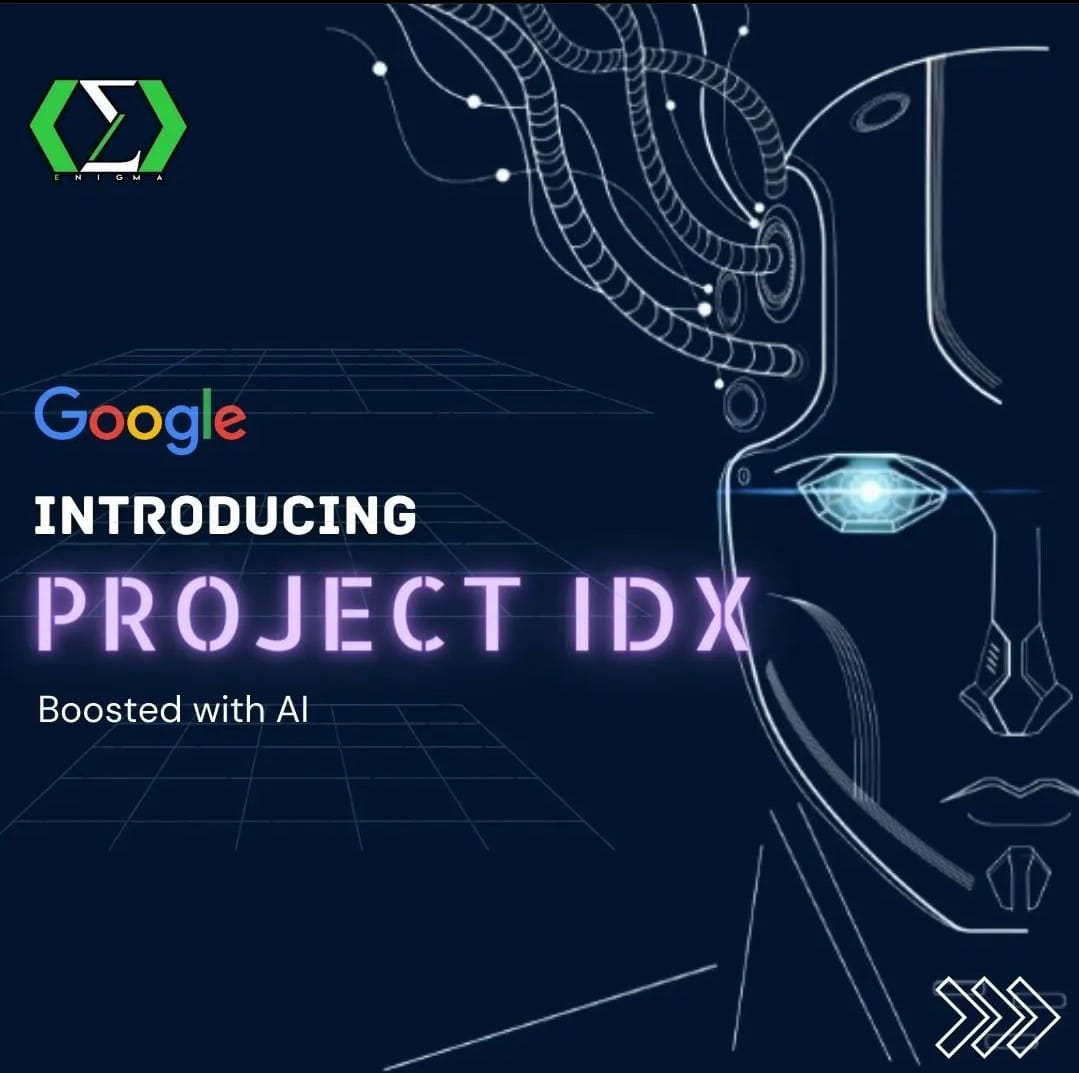 ENIGMA
Google
INTRODUCING
PROJECT IDX
Boosted with AI